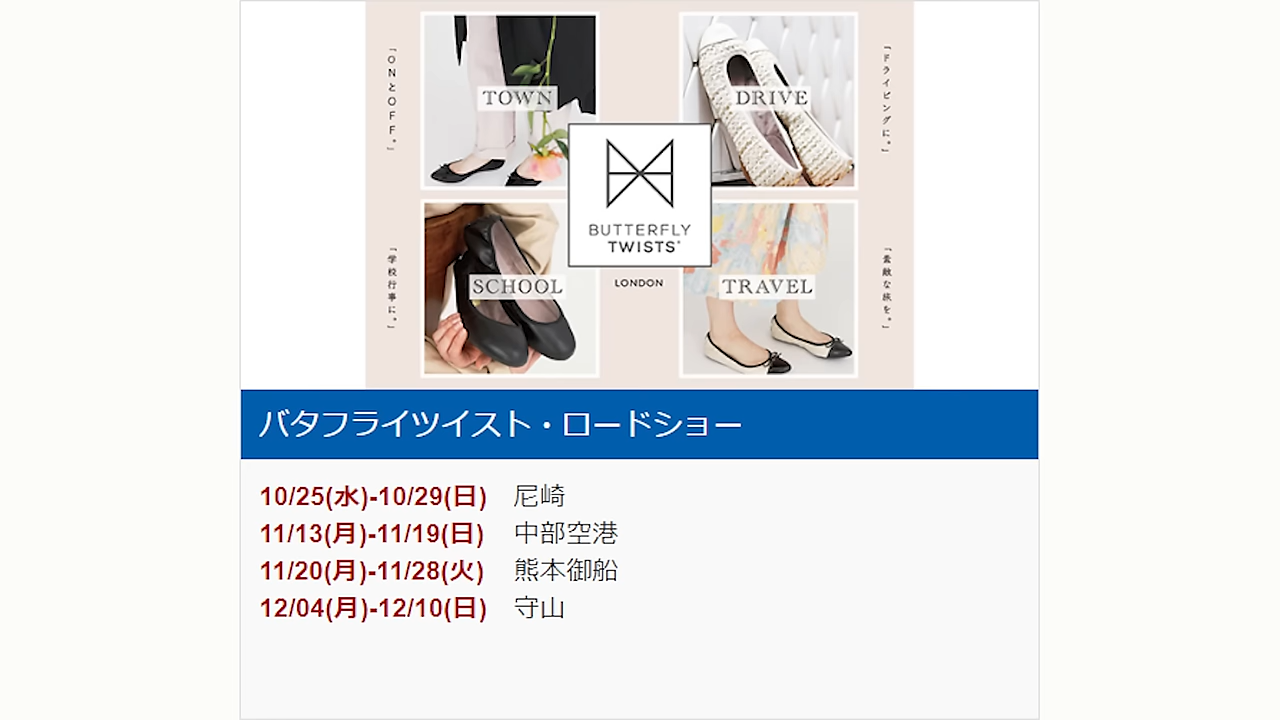 「ONとOFF。」
TOWN
DRIVE
「ドライビングに。」
BUTTERFLY
TWISTS®
LONDON
「学校行事に。」
SCHOOL
TRAVEL
「素敵な旅を。」
バタフライツイスト・ロードショー
10/25(水)-10/29(日) 尼崎
11/13(月)-11/19(日) 中部空港
11/20(月)-11/28(火) 熊本御船
12/04(月)-12/10(日) 守山